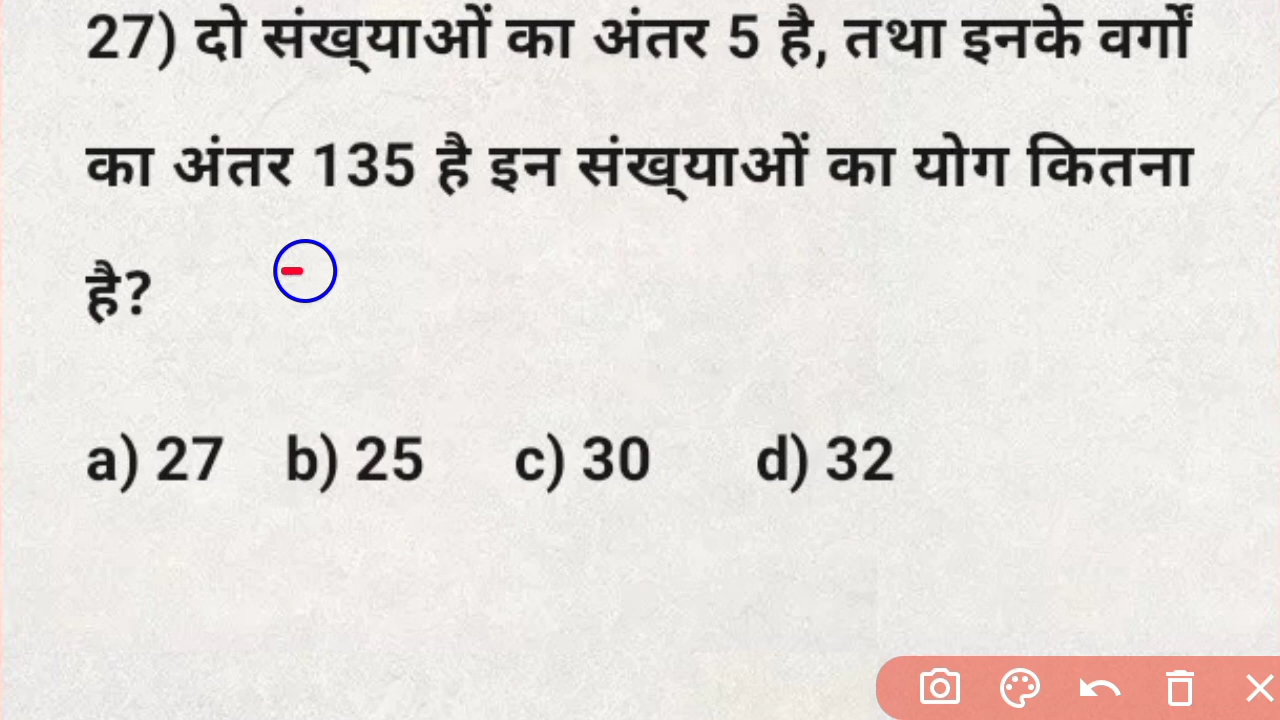 27) दो संख्याओं का अंतर 5 है, तथा इनके वर्गों
का अंतर 135 है इन संख्याओं का योग कितना
है?
a) 27 b) 25 c) 30 d) 32